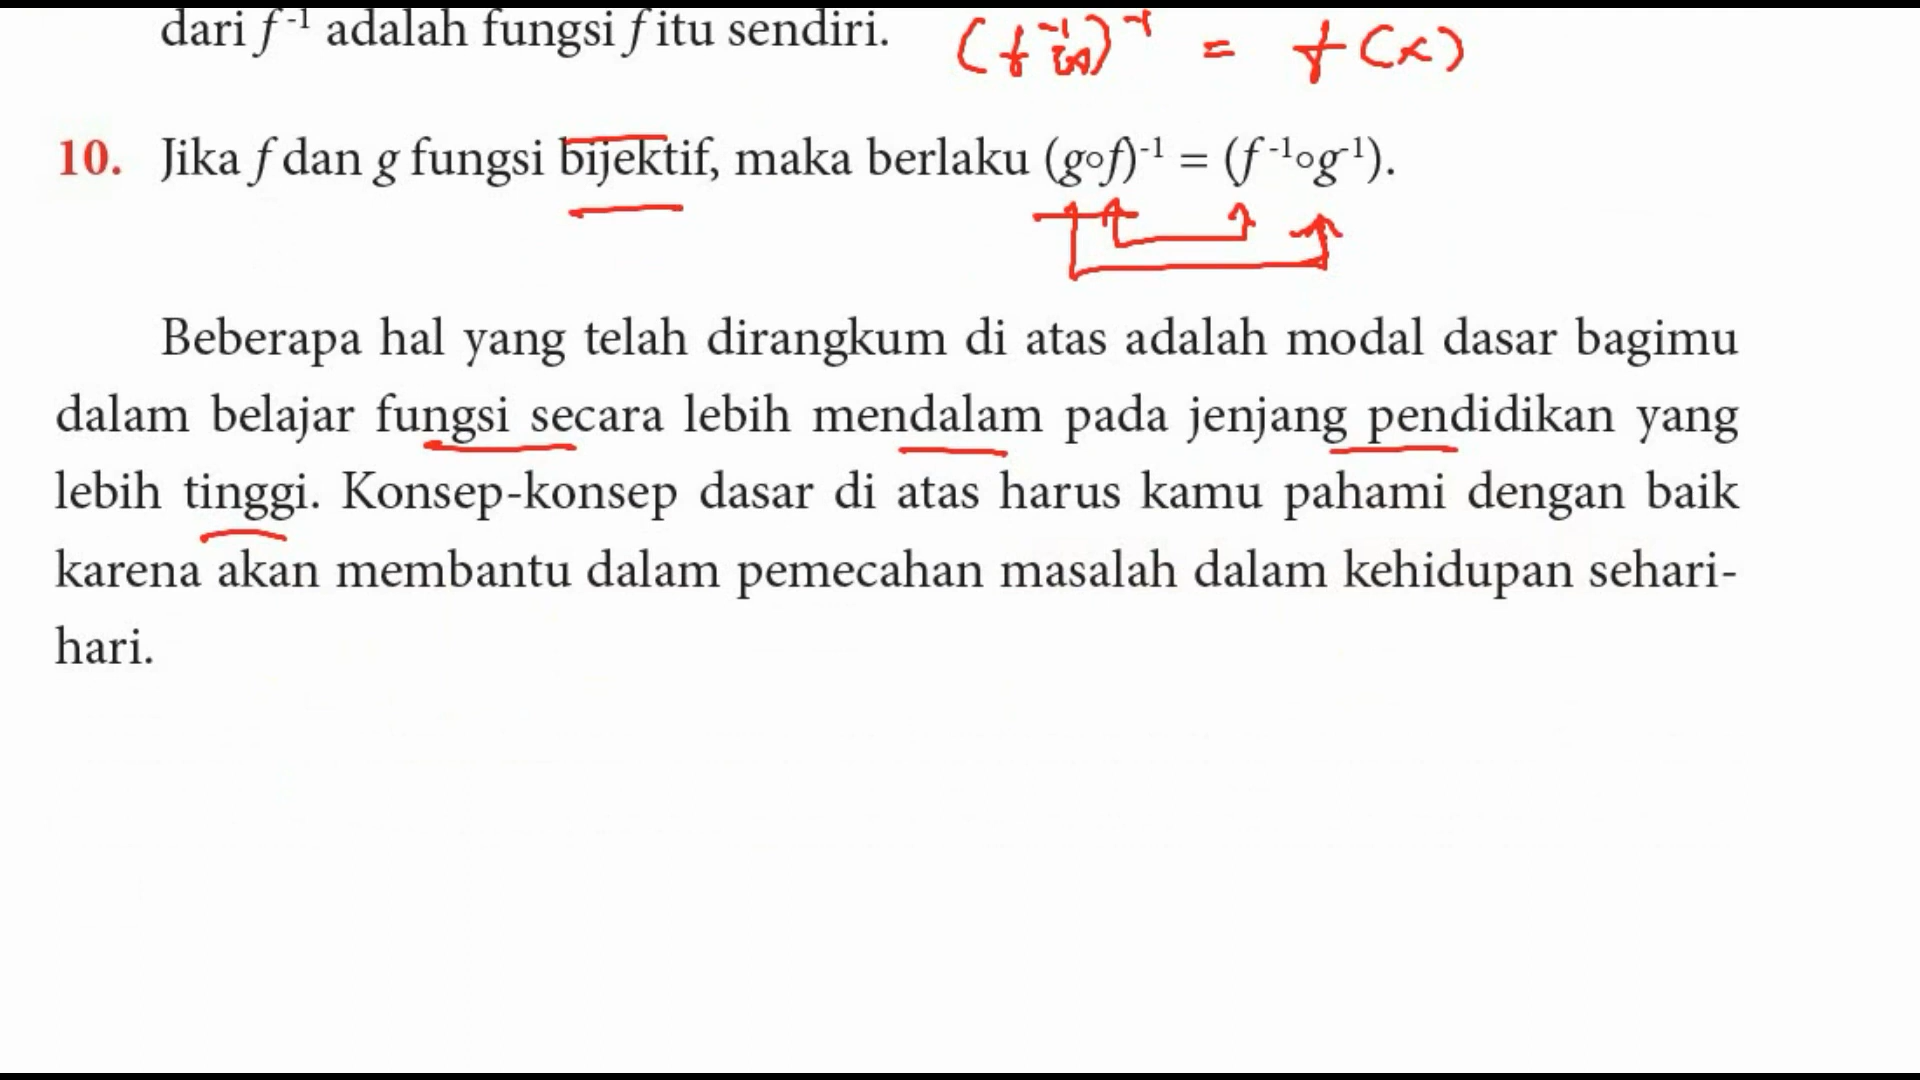 dari f⁻¹ adalah fungsi f itu sendiri. (f⁻¹(x))⁻¹ = f(x)
10. Jika f dan g fungsi bijektif, maka berlaku (g∘f)⁻¹ = (f⁻¹∘g⁻¹).
Beberapa hal yang telah dirangkum di atas adalah modal dasar bagimu
dalam belajar fungsi secara lebih mendalam pada jenjang pendidikan yang
lebih tinggi. Konsep-konsep dasar di atas harus kamu pahami dengan baik
karena akan membantu dalam pemecahan masalah dalam kehidupan sehari-
hari.